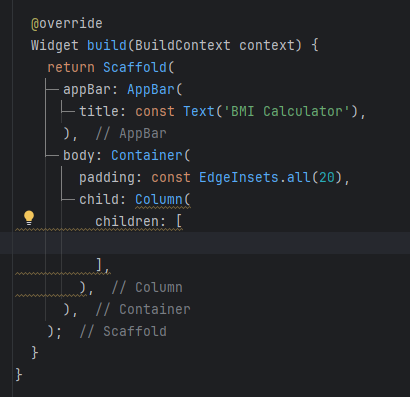 @override
Widget build(BuildContext context) {
return Scaffold(
appBar: AppBar(
title: const Text('BMI Calculator'),
), // AppBar
body: Container(
padding: const EdgeInsets.all(20),
child: Column(
children: [
],
), // Column
), // Container
); // Scaffold
}
}